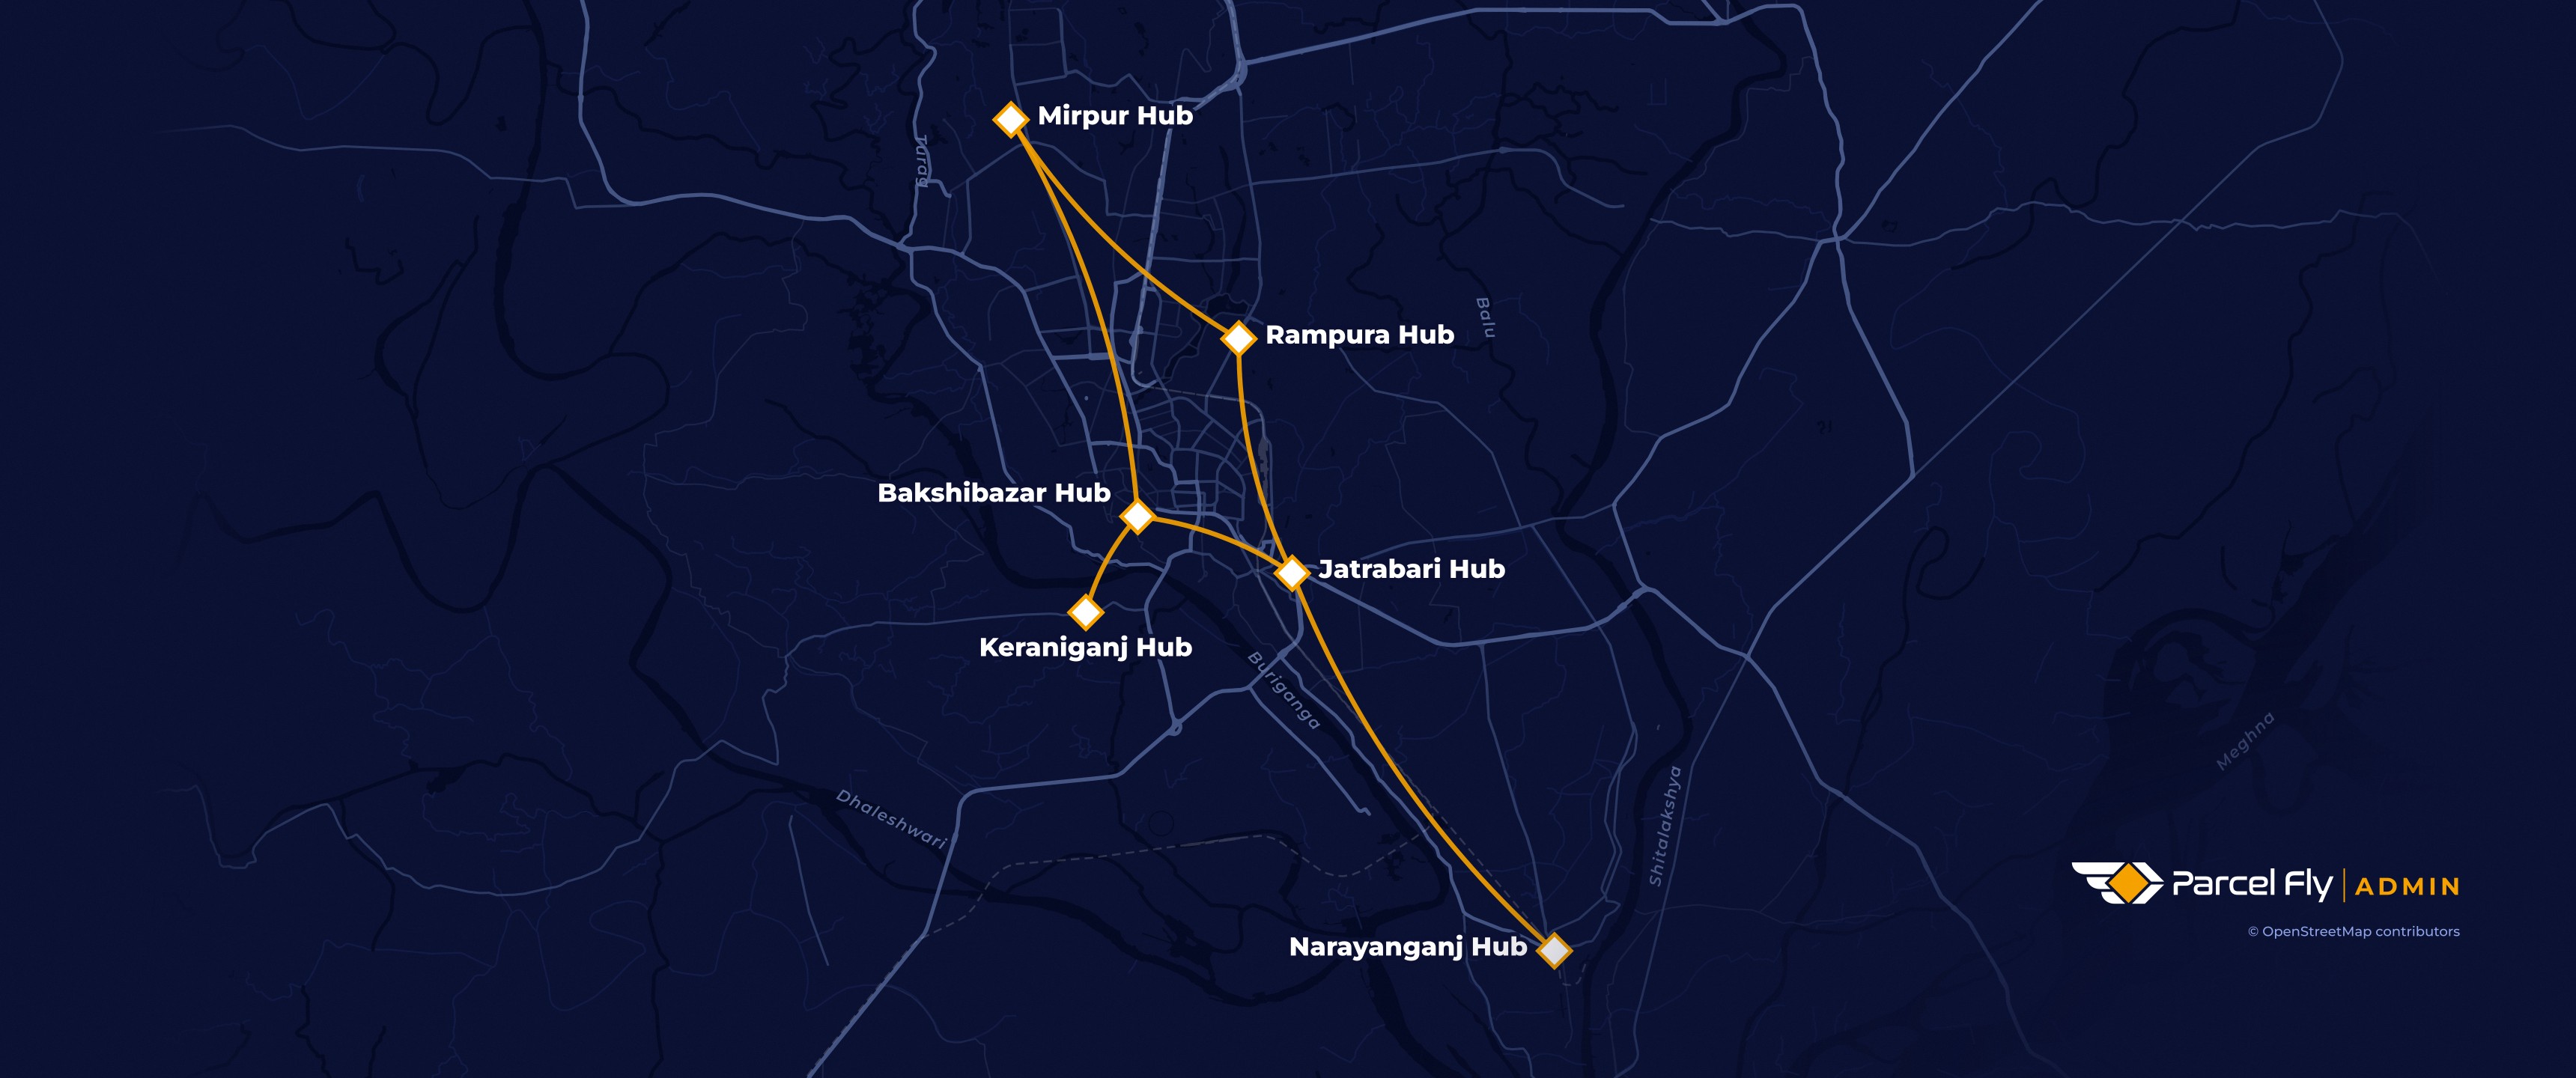 Mirpur Hub
Turag
Rampura Hub
Balu
Bakshibazar Hub
Jatrabari Hub
Keraniganj Hub
Buriganga
Meghna
Dhaleshwari
Shitalakshya
Parcel Fly | ADMIN
© OpenStreetMap contributors
Narayanganj Hub